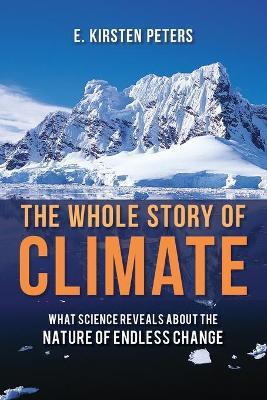 E. KIRSTEN PETERS
THE WHOLE STORY OF
CLIMATE
WHAT SCIENCE REVEALS ABOUT THE
NATURE OF ENDLESS CHANGE